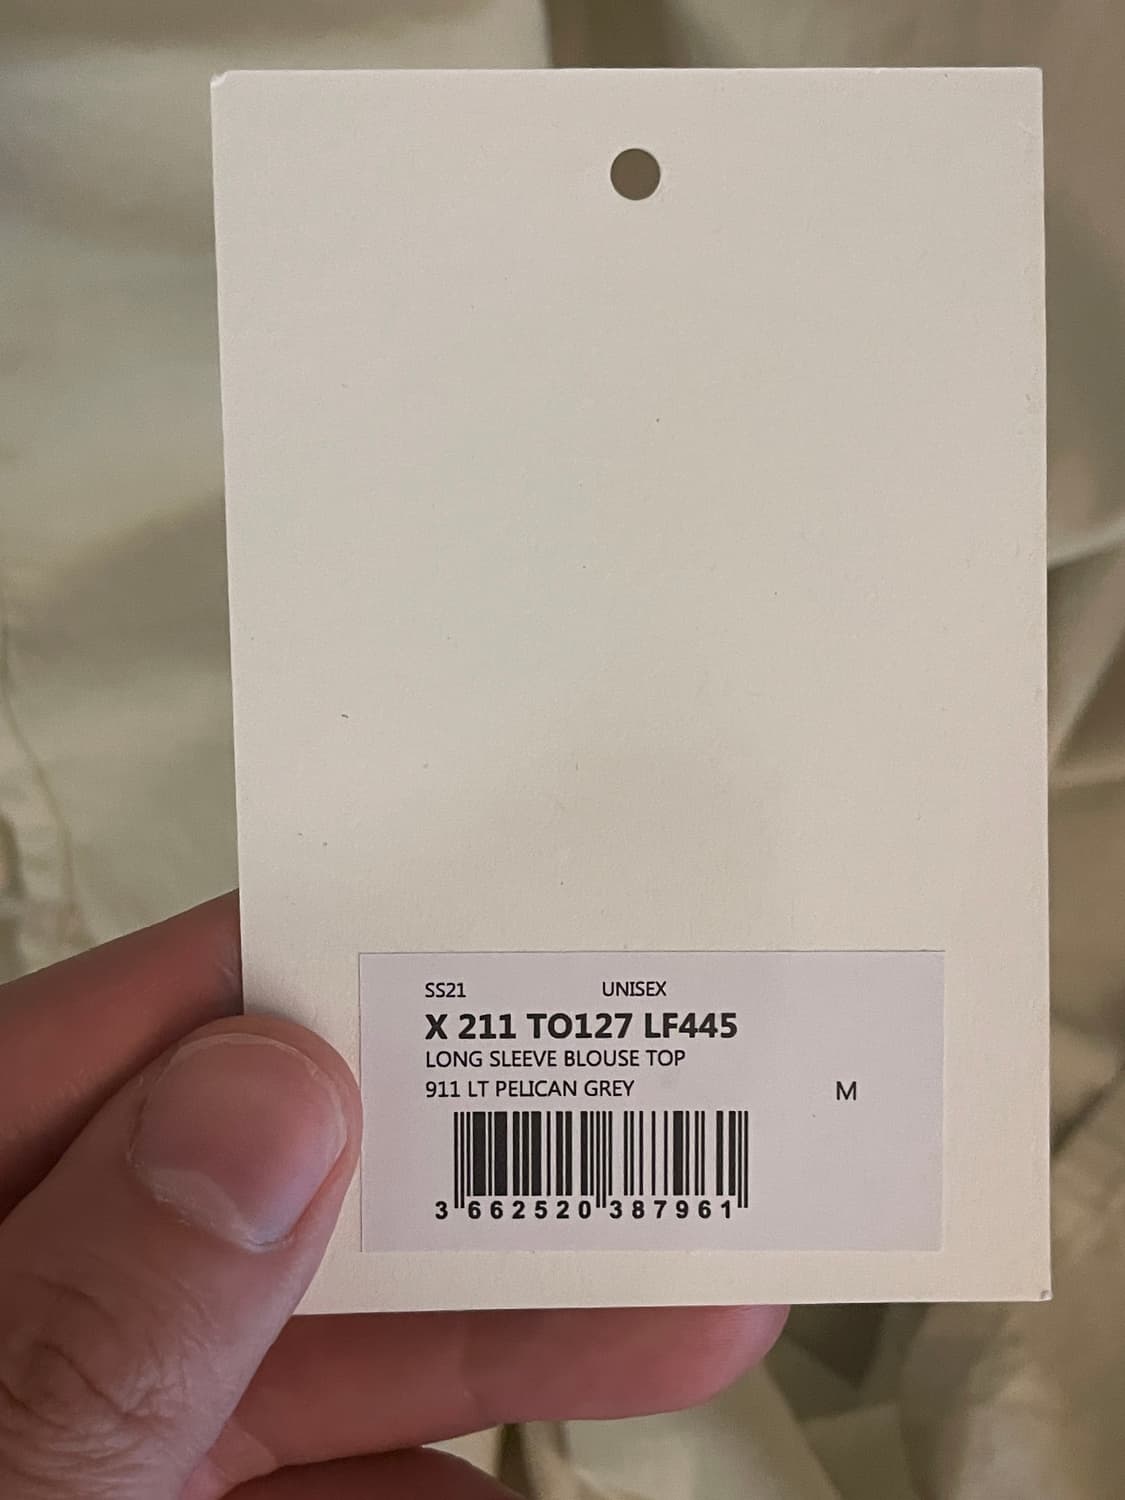 SS21 UNISEX
X 211 TO127 LF445
LONG SLEEVE BLOUSE TOP
911 LT PELICAN GREY M
3 662520 387961